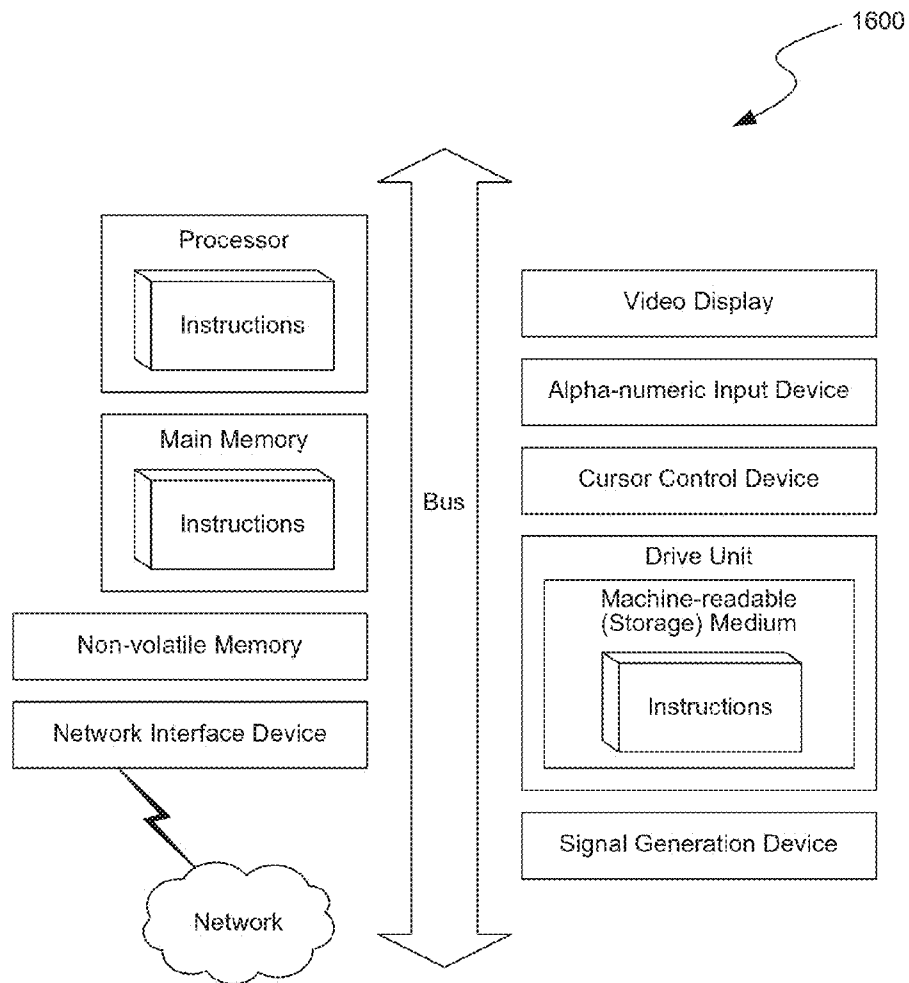 1600
Processor
Instructions
Main Memory
Instructions
Non-volatile Memory
Network Interface Device
Network
Bus
Video Display
Alpha-numeric Input Device
Cursor Control Device
Drive Unit
Machine-readable
(Storage) Medium
Instructions
Signal Generation Device